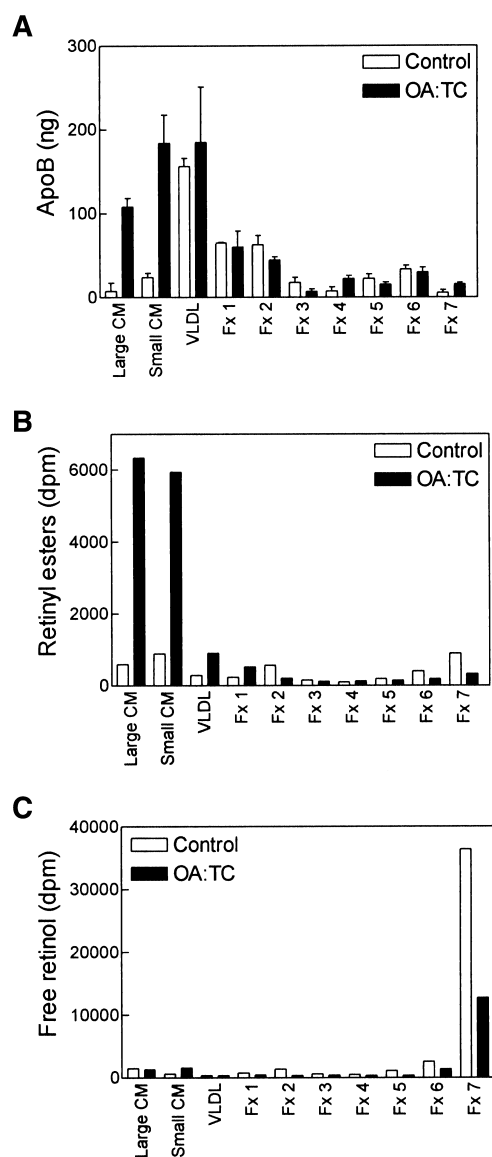 A
ApoB (ng)
300
200
100
0
Control
OA:TC
Large CM
Small CM
VLDL
Fx 1
Fx 2
Fx 3
Fx 4
Fx 5
Fx 6
Fx 7
B
Retinyl esters (dpm)
6000
4000
2000
0
Control
OA:TC
Large CM
Small CM
VLDL
Fx 1
Fx 2
Fx 3
Fx 4
Fx 5
Fx 6
Fx 7
C
Free retinol (dpm)
40000
30000
20000
10000
0
Control
OA:TC
Large CM
Small CM
VLDL
Fx 1
Fx 2
Fx 3
Fx 4
Fx 5
Fx 6
Fx 7